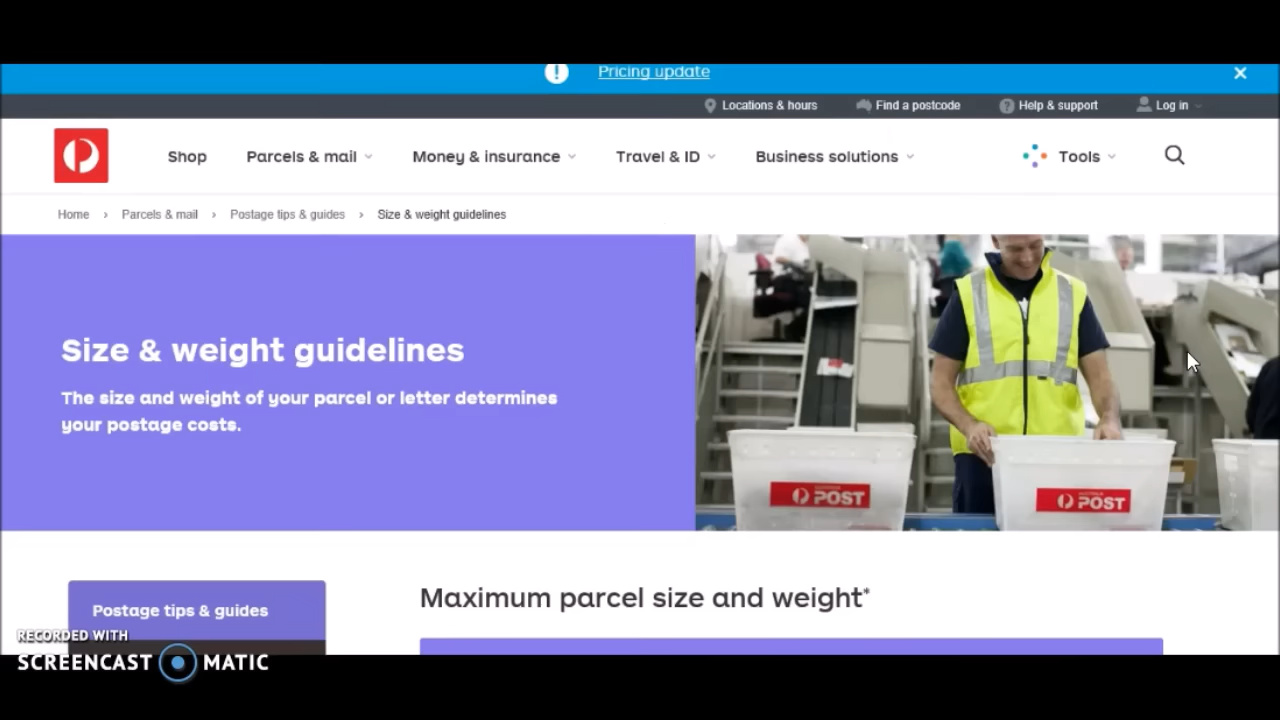 Pricing update
Locations & hours Find a postcode Help & support Log in
Shop Parcels & mail Money & insurance Travel & ID Business solutions Tools
Home › Parcels & mail › Postage tips & guides › Size & weight guidelines
Size & weight guidelines
The size and weight of your parcel or letter determines
your postage costs.
POST
POST
Maximum parcel size and weight*
Postage tips & guides
RECORDED WITH
SCREENCAST MATIC